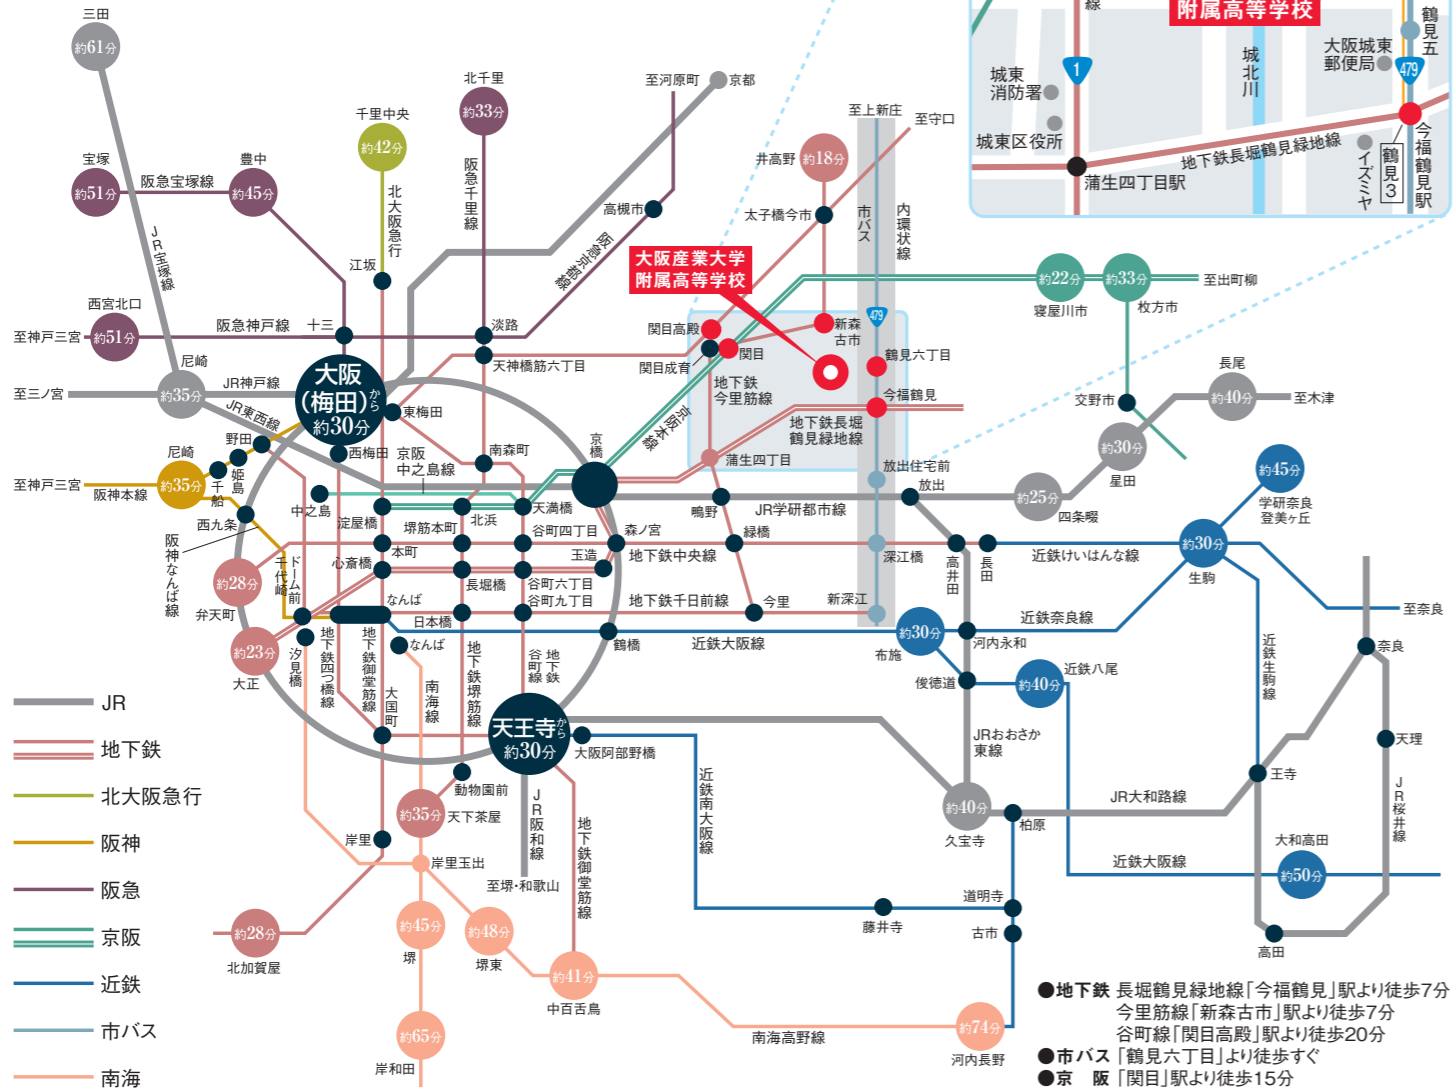 三田
約61分
宝塚
約51分
阪急宝塚線
豊中
約45分
JR宝塚線
千里中央
約42分
北大阪急行
江坂
北千里
約33分
阪急千里線
至河原町
京都
高槻市
阪急京都線
西宮北口
約51分
至神戸三宮
阪急神戸線
十三
淡路
天神橋筋六丁目
尼崎
約35分
至三ノ宮
JR神戸線
JR東西線
大阪
(梅田)から
約30分
東梅田
西梅田
京阪
中之島線
南森町
尼崎
約35分
至神戸三宮
阪神本線
千船
姫島
野田
西九条
阪神なんば線
中之島
淀屋橋
堺筋本町
北浜
天満橋
京橋
京阪本線
本町
谷町四丁目
森ノ宮
地下鉄中央線
玉造
心斎橋
長堀橋
谷町六丁目
約28分
弁天町
ドーム前
千代崎
なんば
日本橋
谷町九丁目
地下鉄千日前線
今里
新深江
約23分
大正
汐見橋
地下鉄四つ橋線
地下鉄御堂筋線
なんば
南海線
地下鉄堺筋線
地下鉄
谷町線
鶴橋
近鉄大阪線
大国町
天王寺から
約30分
大阪阿部野橋
動物園前
約35分
天下茶屋
JR阪和線
至堺・和歌山
地下鉄御堂筋線
岸里
岸里玉出
約28分
北加賀屋
約45分
堺
約48分
堺東
約41分
中百舌鳥
約65分
岸和田
南海高野線
約74分
河内長野
近鉄南大阪線
藤井寺
道明寺
古市
柏原
約40分
久宝寺
JRおおさか
東線
JR大和路線
王寺
近鉄大阪線
大和高田
約50分
高田
JR桜井線
天理
奈良
至奈良
近鉄生駒線
近鉄奈良線
河内永和
約30分
布施
俊徳道
約40分
近鉄八尾
近鉄けいはんな線
約30分
生駒
約45分
学研奈良
登美ヶ丘
長田
高井田
深江橋
緑橋
鴫野
JR学研都市線
放出
放出住宅前
約25分
四条畷
約30分
星田
長尾
約40分
至木津
交野市
約22分
寝屋川市
約33分
枚方市
至出町柳
至上新庄
至守口
井高野
約18分
太子橋今市
市バス
内環状線
479
大阪産業大学
附属高等学校
関目高殿
関目成育
関目
新森
古市
鶴見六丁目
今福鶴見
地下鉄
今里筋線
地下鉄長堀
鶴見緑地線
蒲生四丁目
線
附属高等学校
1
城東
消防署
城東区役所
蒲生四丁目駅
城北川
地下鉄長堀鶴見緑地線
大阪城東
郵便局
鶴見五
479
イズミヤ
鶴見3
今福鶴見駅
JR
地下鉄
北大阪急行
阪神
阪急
京阪
近鉄
市バス
南海
●地下鉄 長堀鶴見緑地線「今福鶴見」駅より徒歩7分
今里筋線「新森古市」駅より徒歩7分
谷町線「関目高殿」駅より徒歩20分
●市バス 「鶴見六丁目」より徒歩すぐ
●京 阪 「関目」駅より徒歩15分